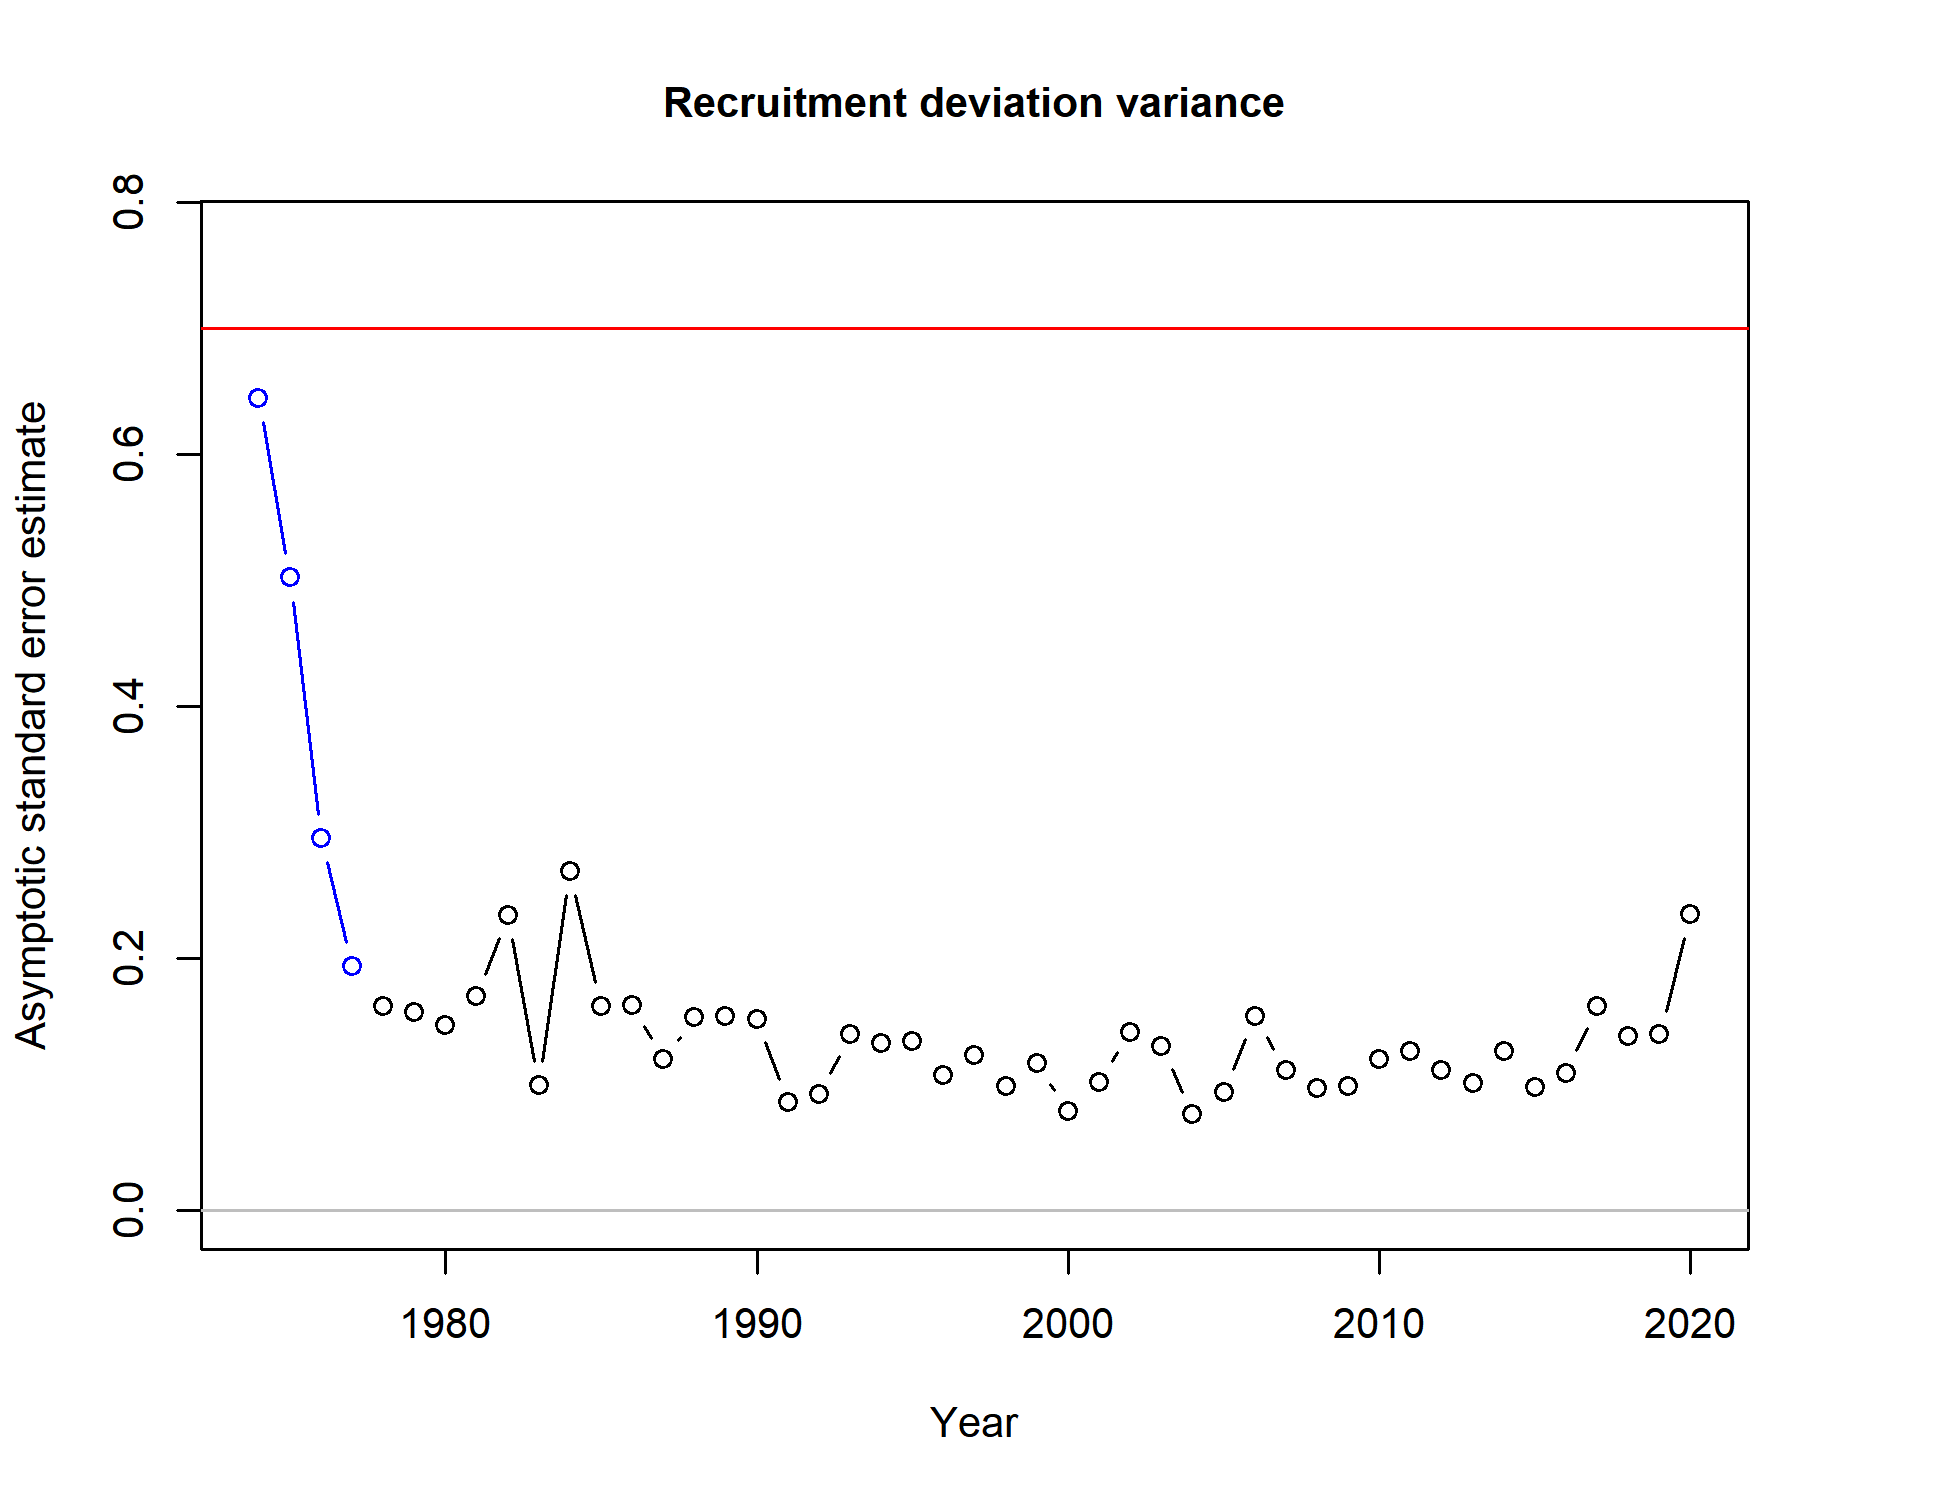 Recruitment deviation variance
Asymptotic standard error estimate
0.8
0.6
0.4
0.2
0.0
1980 1990 2000 2010 2020
Year